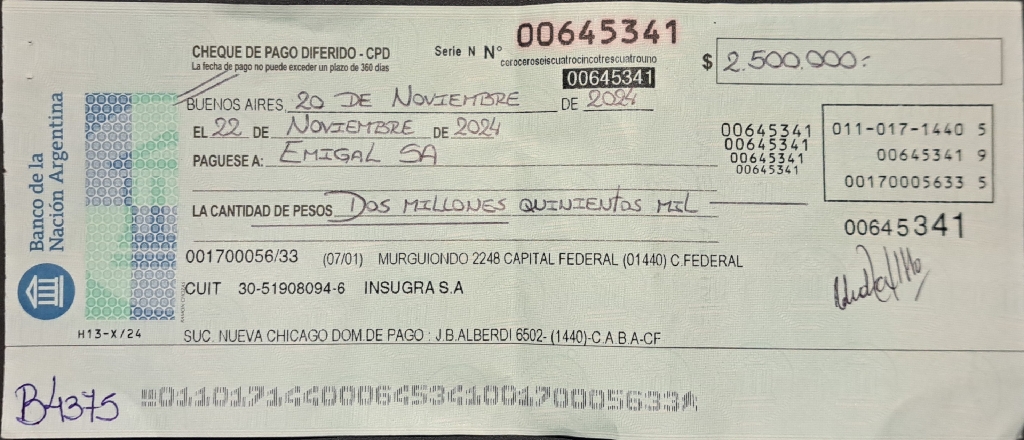 CHEQUE DE PAGO DIFERIDO - CPD
La fecha de pago no puede exceder un plazo de 360 días
Serie N Nº 00645341
ceroceroseiscuatrocincotrescuatrouno
00645341
$ 2.500.000:
BUENOS AIRES, 20 DE NOVIEMBRE DE 2024
EL 22 DE NOVIEMBRE DE 2024
PAGUESE A: EMIGAL SA
00645341
00645341
00645341
00645341
011-017-1440 5
00645341 9
00170005633 5
LA CANTIDAD DE PESOS DOS MILLONES QUINIENTOS MIL
00645341
Banco de la
Nación Argentina
001700056/33 (07/01) MURGUIONDO 2248 CAPITAL FEDERAL (01440) C.FEDERAL
CUIT 30-51908094-6 INSUGRA S.A
H13-X/24
SUC. NUEVA CHICAGO DOM.DE PAGO : J.B.ALBERDI 6502- (1440)-C.A.B.A-CF
B4375
01101714400064534100170005633